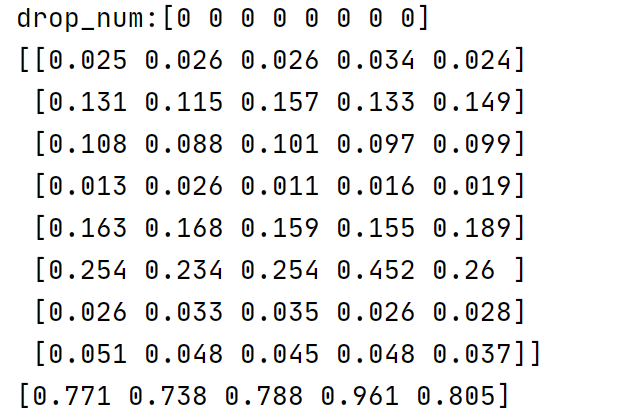 drop_num:[0 0 0 0 0 0 0 0]
[[0.025 0.026 0.026 0.034 0.024]
 [0.131 0.115 0.157 0.133 0.149]
 [0.108 0.088 0.101 0.097 0.099]
 [0.013 0.026 0.011 0.016 0.019]
 [0.163 0.168 0.159 0.155 0.189]
 [0.254 0.234 0.254 0.452 0.26 ]
 [0.026 0.033 0.035 0.026 0.028]
 [0.051 0.048 0.045 0.048 0.037]]
[0.771 0.738 0.788 0.961 0.805]